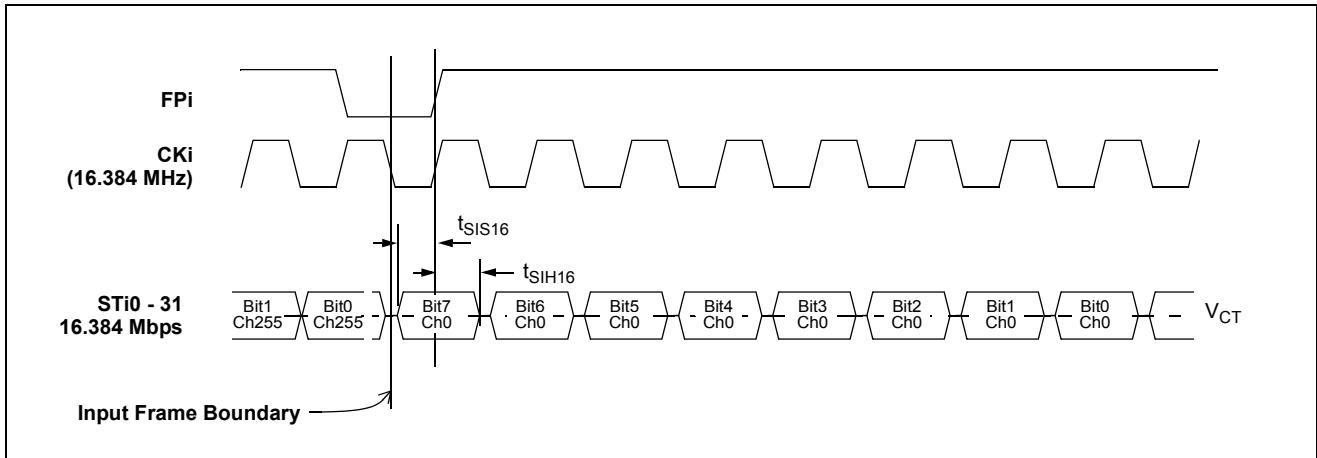 FPi
CKi
(16.384 MHz)
tSIS16
tSIH16
STi0 - 31
16.384 Mbps
Bit1
Ch255
Bit0
Ch255
Bit7
Ch0
Bit6
Ch0
Bit5
Ch0
Bit4
Ch0
Bit3
Ch0
Bit2
Ch0
Bit1
Ch0
Bit0
Ch0
VCT
Input Frame Boundary